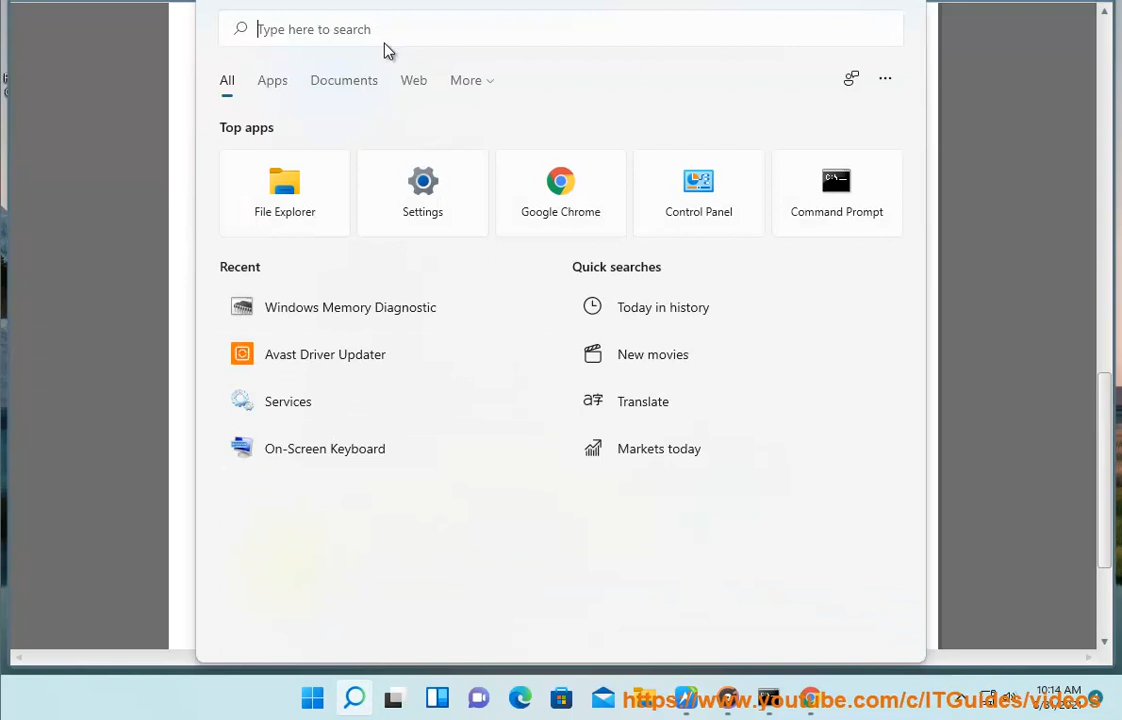 Type here to search
All Apps Documents Web More
Top apps
File Explorer Settings Google Chrome Control Panel Command Prompt
Recent Quick searches
Windows Memory Diagnostic Today in history
Avast Driver Updater New movies
Services Translate
On-Screen Keyboard Markets today
10:14 AM
https://www.youtube.com/c/ITGuides/videos